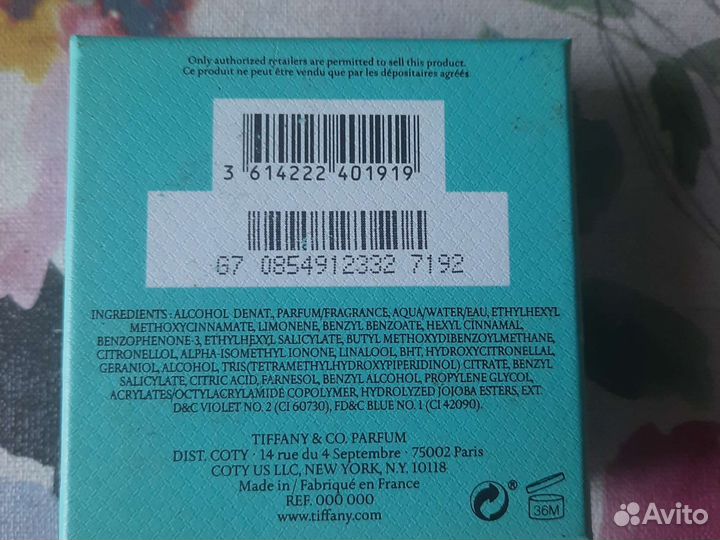 Only authorized retailers are permitted to sell this product.
Ce produit ne peut être vendu que par les dépositaires agréés
3 614222 401919
67 0854912332 7192
INGREDIENTS : ALCOHOL DENAT., PARFUM/FRAGRANCE, AQUA/WATER/EAU, ETHYLHEXYL
METHOXYCINNAMATE, LIMONENE, BENZYL BENZOATE, HEXYL CINNAMAL,
BENZOPHENONE-3, ETHYLHEXYL SALICYLATE, BUTYL METHOXYDIBENZOYLMETHANE,
CITRONELLOL, ALPHA-ISOMETHYL IONONE, LINALOOL, BHT, HYDROXYCITRONELLAL,
GERANIOL, ALCOHOL, TRIS(TETRAMETHYLHYDROXYPIPERIDINOL) CITRATE, BENZYL
SALICYLATE, CITRIC ACID, FARNESOL, BENZYL ALCOHOL, PROPYLENE GLYCOL,
ACRYLATES/OCTYLACRYLAMIDE COPOLYMER, HYDROLYZED JOJOBA ESTERS, EXT.
D&C VIOLET NO. 2 (CI 60730), FD&C BLUE NO. 1 (CI 42090).
TIFFANY & CO. PARFUM
DIST. COTY · 14 rue du 4 Septembre · 75002 Paris
COTY US LLC, NEW YORK, N.Y. 10118
Made in / Fabriqué en France
REF. 000 000
www.tiffany.com
®
36M
Avito